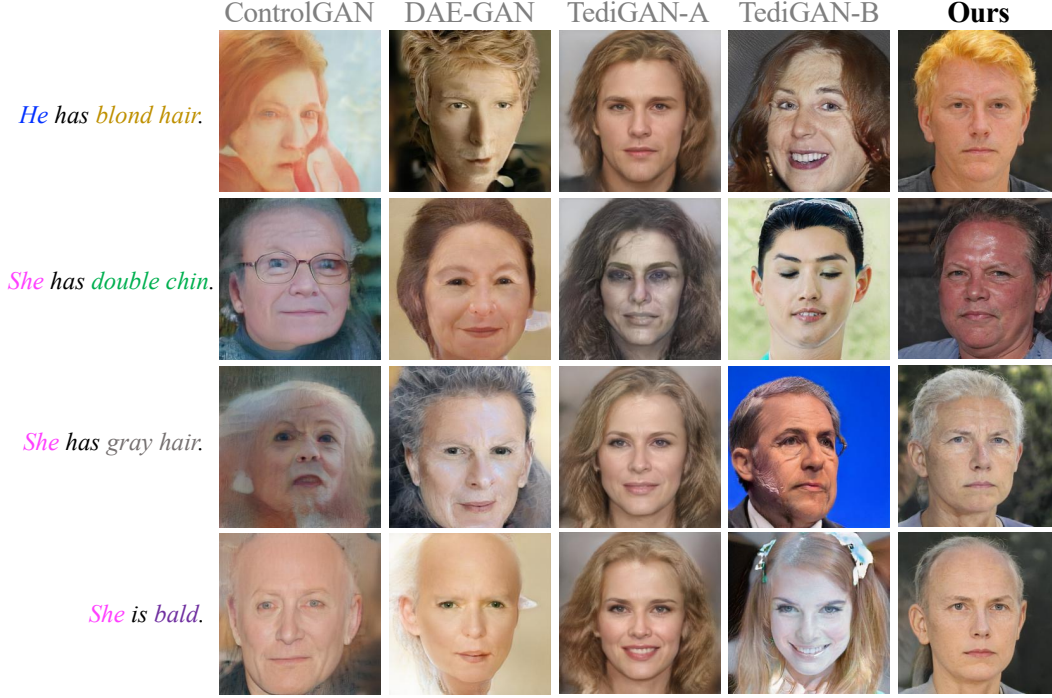 ControlGAN DAE-GAN TediGAN-A TediGAN-B Ours
He has blond hair.
She has double chin.
She has gray hair.
She is bald.